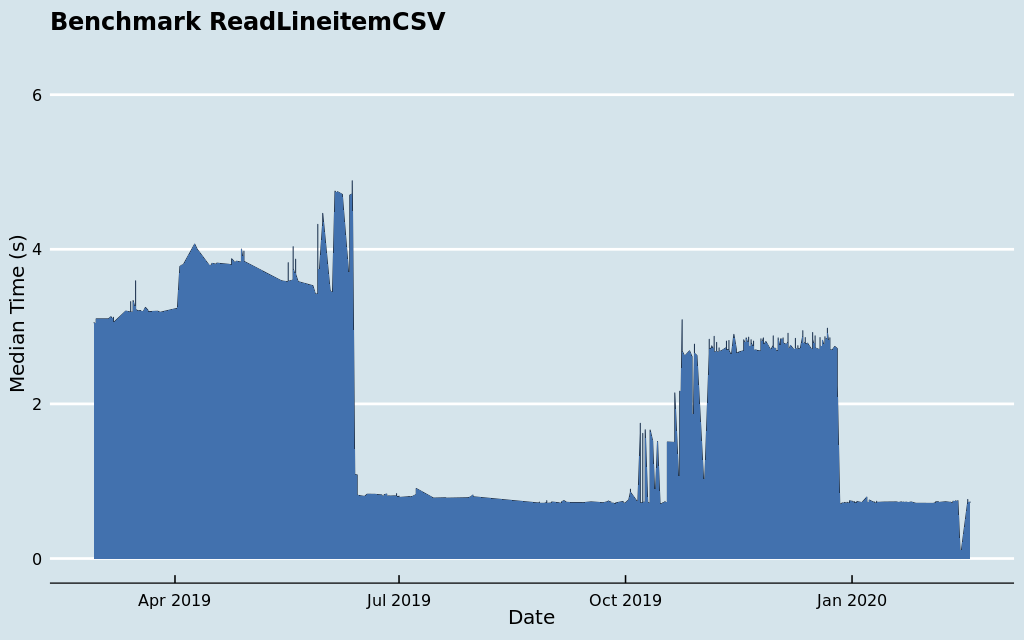 Benchmark ReadLineitemCSV
6
4
2
0
Median Time (s)
Apr 2019
Jul 2019
Oct 2019
Jan 2020
Date